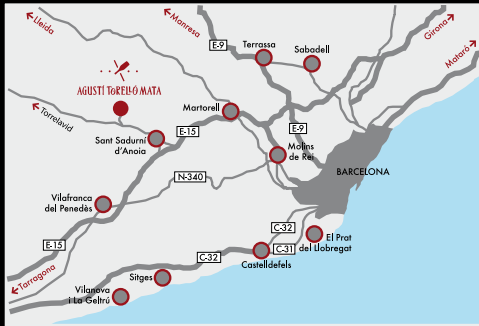 Lleida
Manresa
Girona
Mataró
E-9
Terrassa
Sabadell
AGUSTÍ TORELLÓ MATA
Martorell
Torrelavid
E-15
E-9
Sant Sadurní
d'Anoia
Molins
de Rei
BARCELONA
N-340
Vilafranca
del Penedès
C-32
El Prat
del Llobregat
E-15
C-31
C-32
Castelldefels
Tarragona
Sitges
Vilanova
i La Geltrú